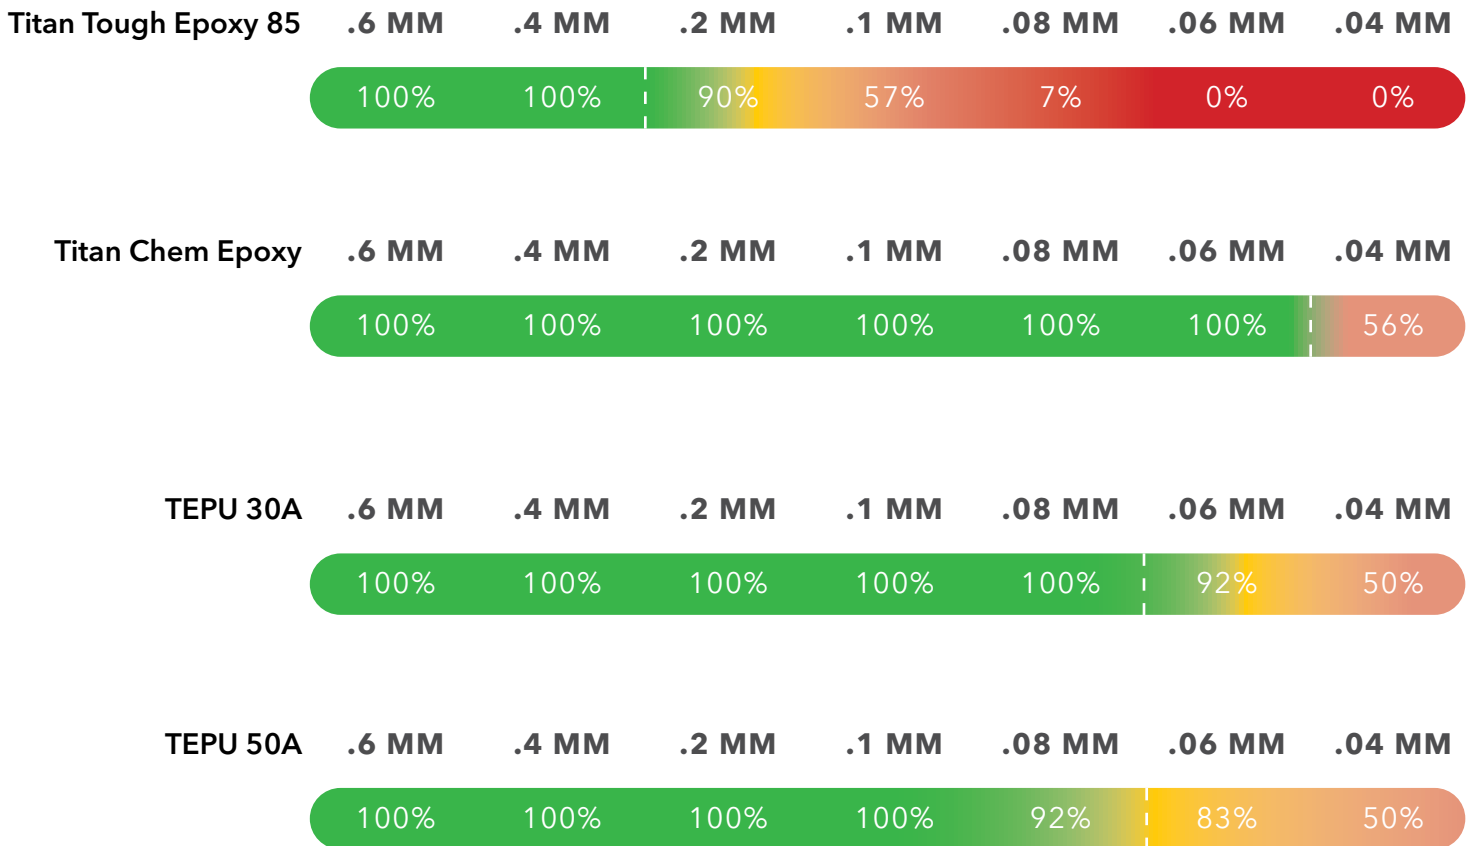 Titan Tough Epoxy 85 .6 MM .4 MM .2 MM .1 MM .08 MM .06 MM .04 MM
100% 100% 90% 57% 7% 0% 0%
Titan Chem Epoxy .6 MM .4 MM .2 MM .1 MM .08 MM .06 MM .04 MM
100% 100% 100% 100% 100% 100% 56%
TEPU 30A .6 MM .4 MM .2 MM .1 MM .08 MM .06 MM .04 MM
100% 100% 100% 100% 100% 92% 50%
TEPU 50A .6 MM .4 MM .2 MM .1 MM .08 MM .06 MM .04 MM
100% 100% 100% 100% 92% 83% 50%